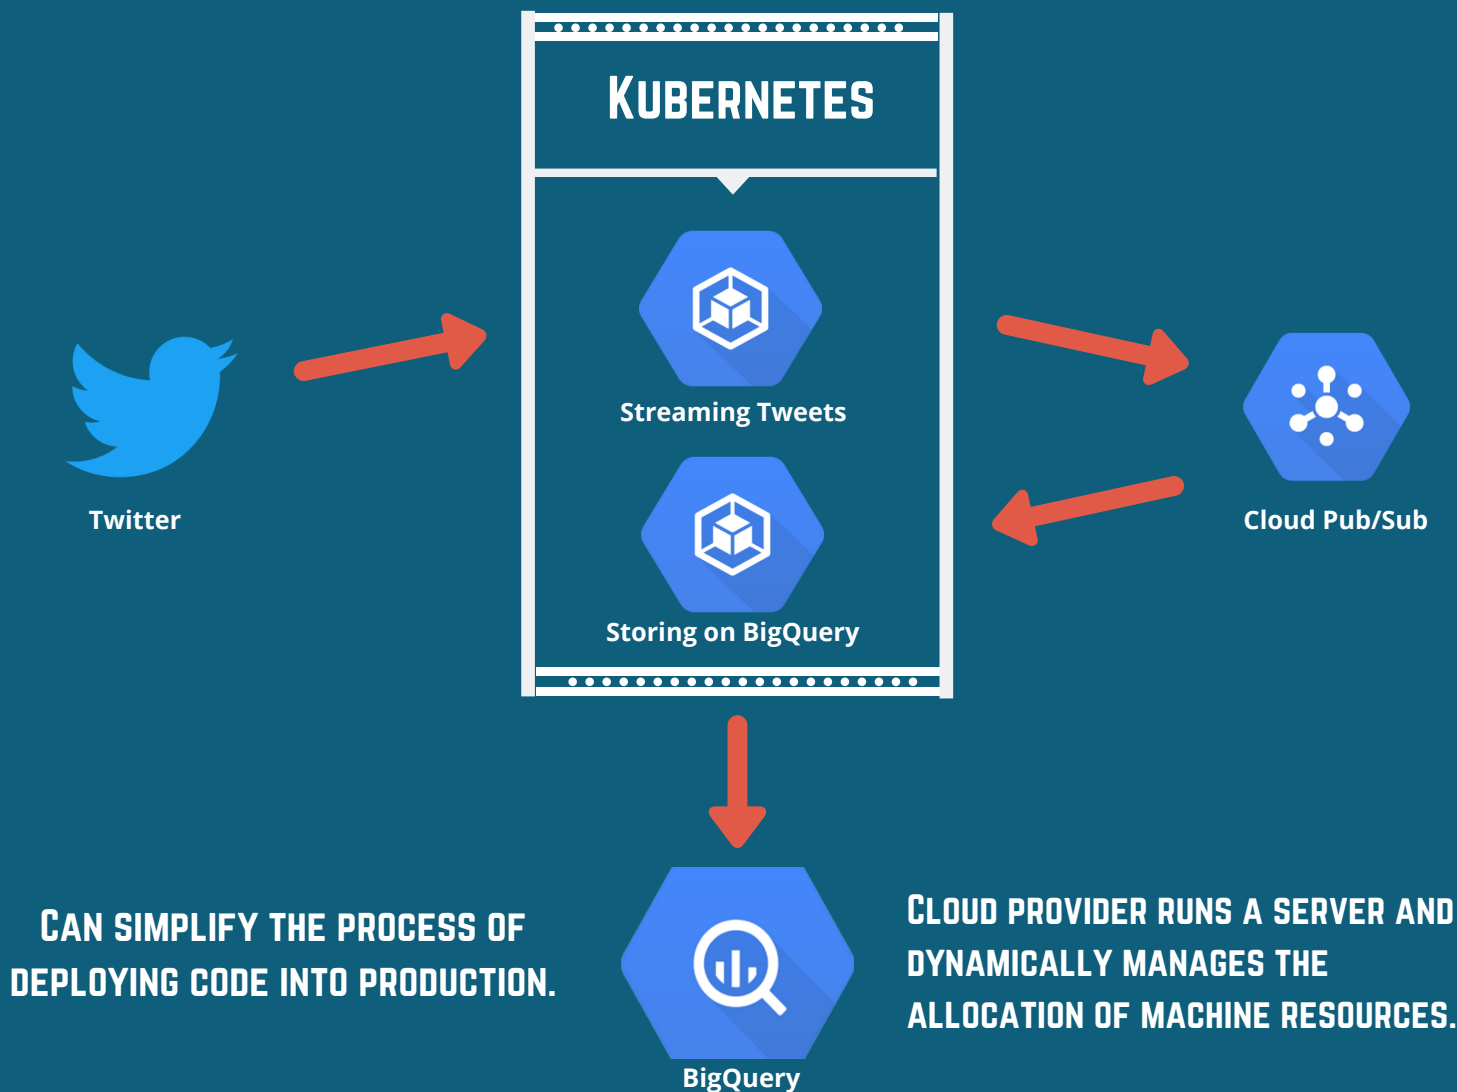 KUBERNETES
Streaming Tweets
Twitter
Cloud Pub/Sub
Storing on BigQuery
CAN SIMPLIFY THE PROCESS OF
DEPLOYING CODE INTO PRODUCTION.
CLOUD PROVIDER RUNS A SERVER AND
DYNAMICALLY MANAGES THE
ALLOCATION OF MACHINE RESOURCES.
BigQuery